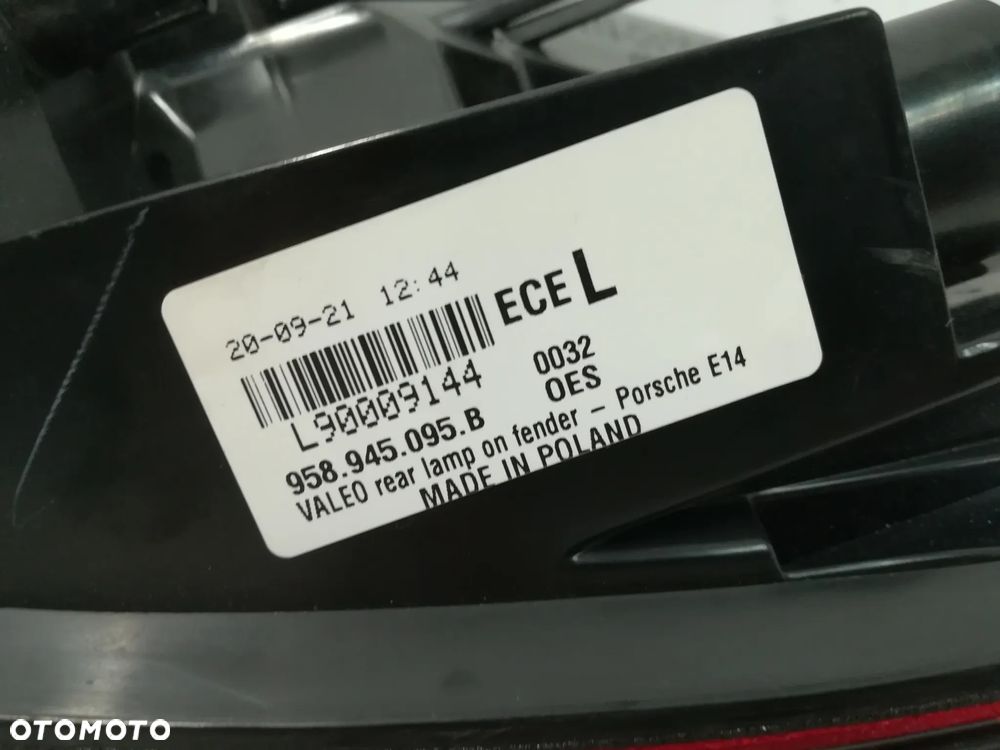 20-09-21 12:44
ECE L
L90009144
0032
958.945.095.B
OES
VALEO rear lamp on fender – Porsche E14
MADE IN POLAND
OTOMOTO